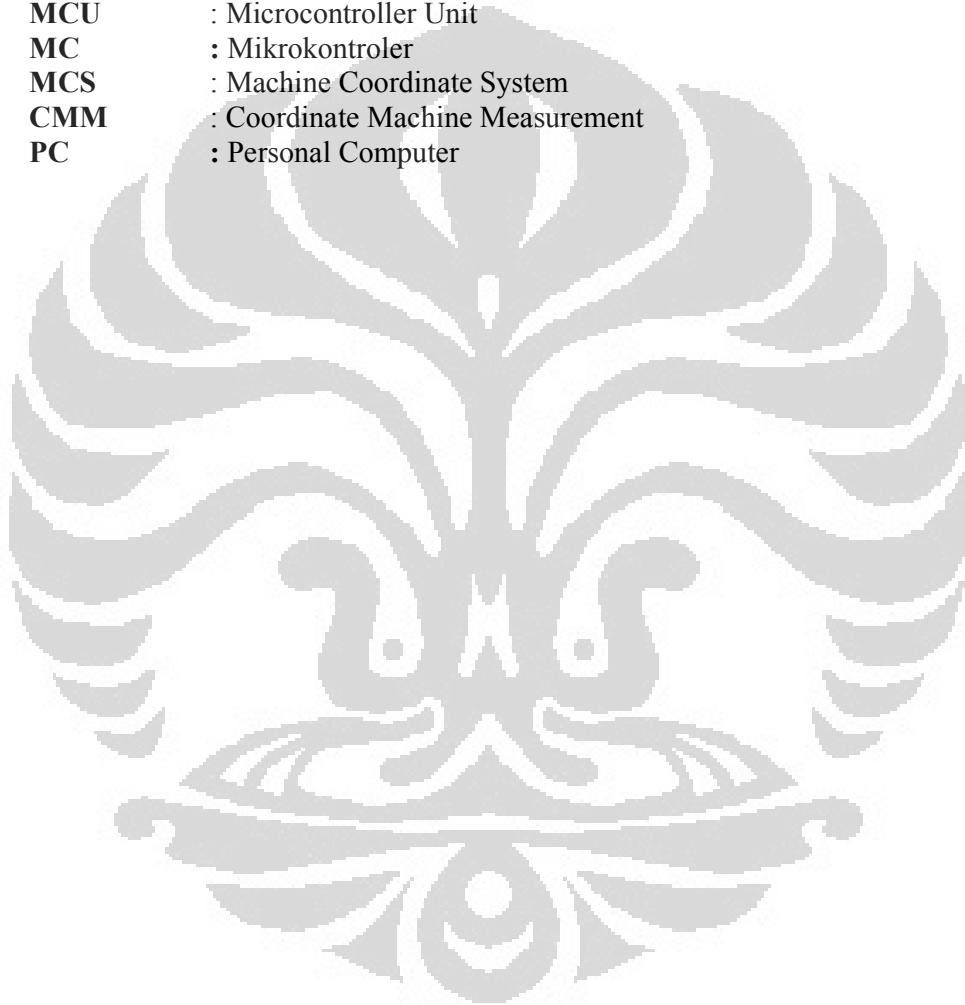 MCU : Microcontroller Unit
MC : Mikrokontroler
MCS : Machine Coordinate System
CMM : Coordinate Machine Measurement
PC : Personal Computer